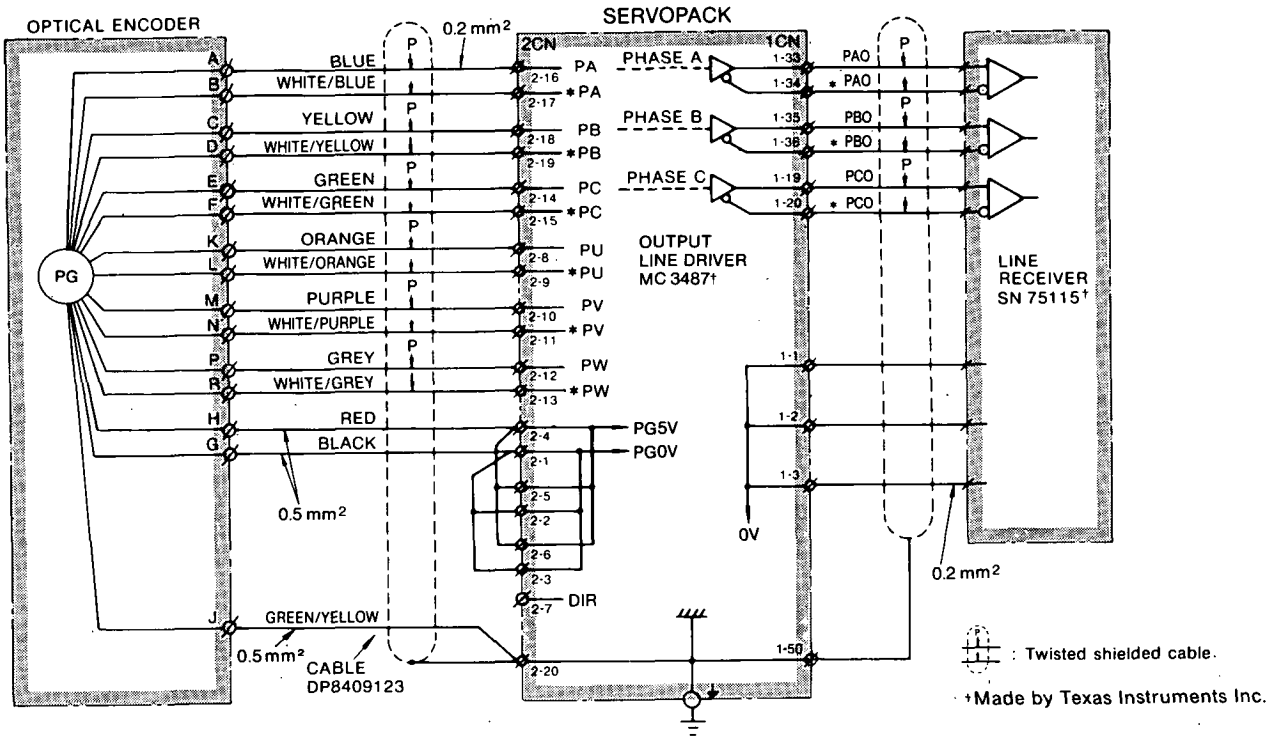 OPTICAL ENCODER
SERVOPACK
0.2 mm²
2CN
1CN
P
P
A
BLUE
2-16
PA
PHASE A
1-33
PAO
B
WHITE/BLUE
2-17
*PA
1-34
* PAO
P
P
C
YELLOW
2-18
PB
PHASE B
1-35
PBO
D
WHITE/YELLOW
2-19
*PB
1-36
* PBO
P
P
E
GREEN
2-14
PC
PHASE C
1-19
PCO
F
WHITE/GREEN
2-15
*PC
1-20
* PCO
P
K
ORANGE
2-8
PU
L
WHITE/ORANGE
2-9
*PU
P
M
PURPLE
2-10
PV
N
WHITE/PURPLE
2-11
*PV
P
P
GREY
2-12
PW
R
WHITE/GREY
2-13
*PW
PG
OUTPUT
LINE DRIVER
MC 3487†
LINE
RECEIVER
SN 75115†
H
RED
2-4
PG5V
G
BLACK
2-1
PG0V
2-5
2-2
2-6
2-3
2-7
DIR
0.5 mm²
1-1
1-2
1-3
0V
0.2 mm²
J
GREEN/YELLOW
0.5 mm²
CABLE
DP8409123
2-20
1-50
P
: Twisted shielded cable.
†Made by Texas Instruments Inc.